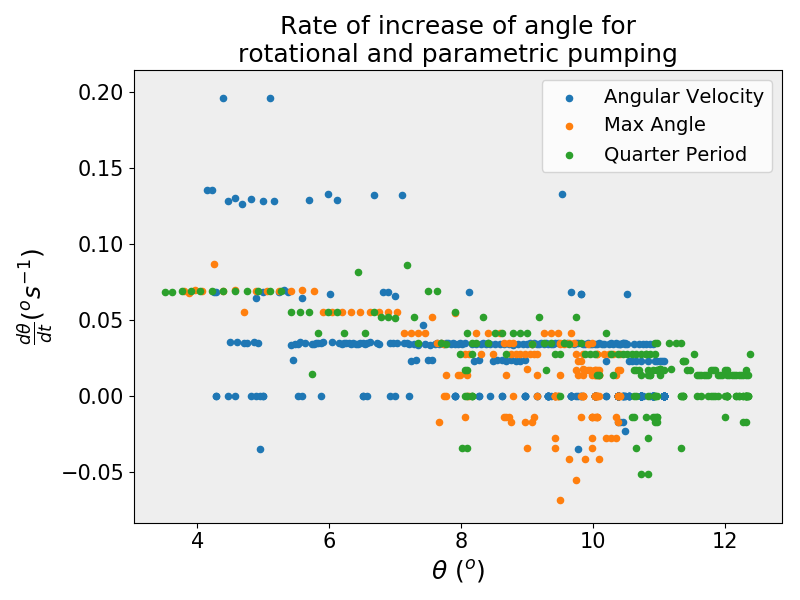 Rate of increase of angle for
rotational and parametric pumping
Angular Velocity
Max Angle
Quarter Period
0.20
0.15
0.10
0.05
0.00
−0.05
dθ/dt (° s⁻¹)
4 6 8 10 12
θ (°)